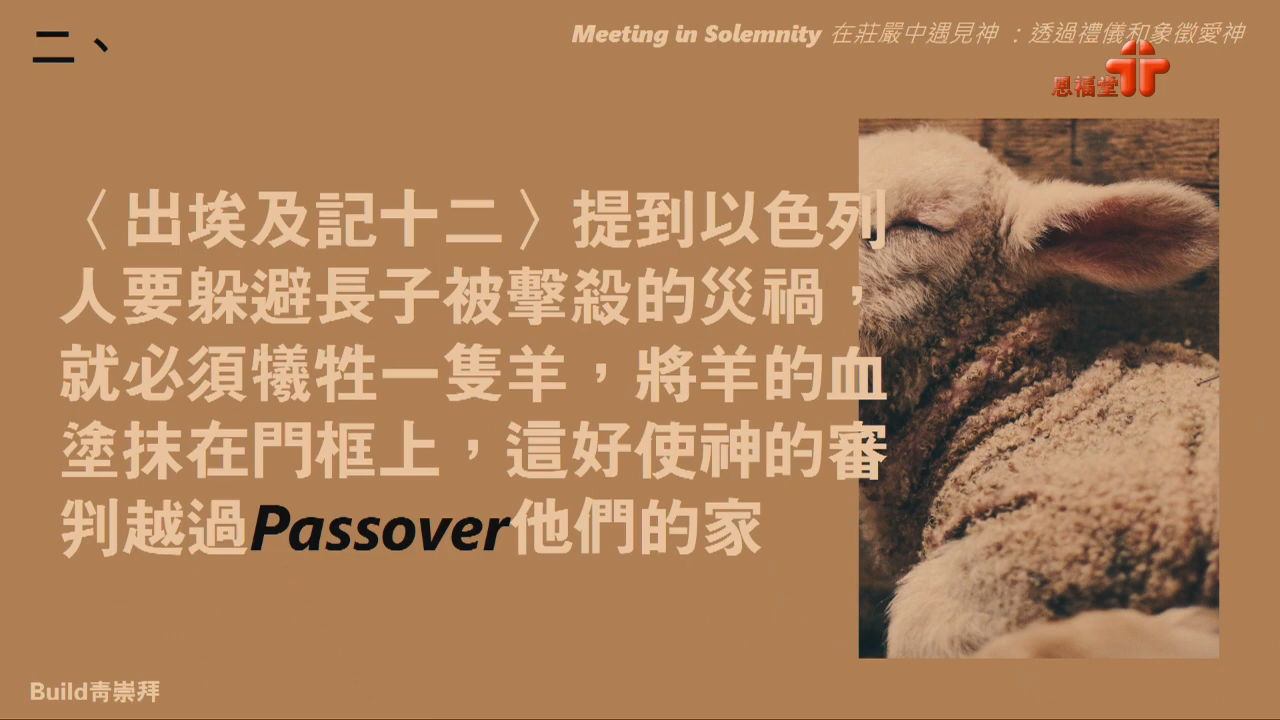 二、
Meeting in Solemnity 在莊嚴中遇見神 ：透過禮儀和象徵愛神
恩福堂
〈出埃及記十二〉提到以色列
人要躲避長子被擊殺的災禍，
就必須犧牲一隻羊，將羊的血
塗抹在門框上，這好使神的審
判越過Passover他們的家
Build青崇拜